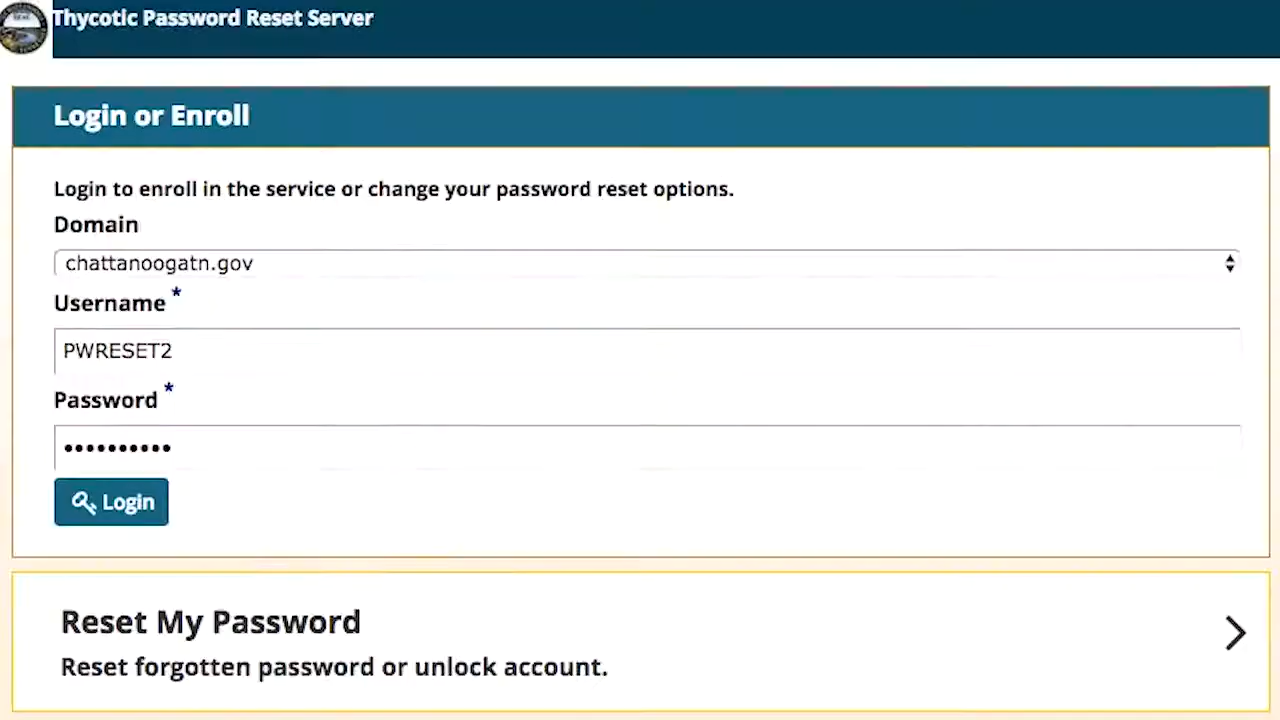 Thycotic Password Reset Server
Login or Enroll
Login to enroll in the service or change your password reset options.
Domain
chattanoogatn.gov
Username *
PWRESET2
Password *
••••••••••
Login
Reset My Password
Reset forgotten password or unlock account.